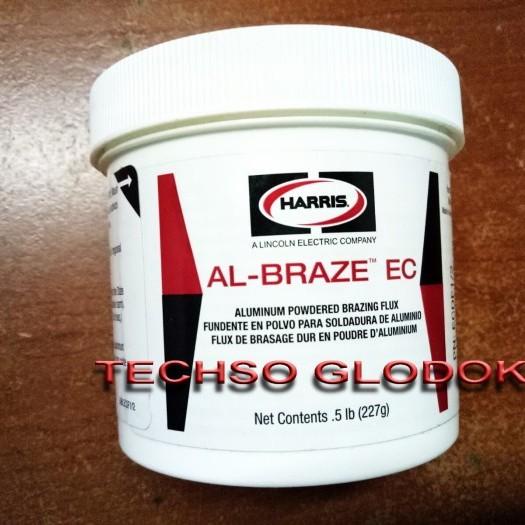 HARRIS.
A LINCOLN ELECTRIC COMPANY
AL-BRAZE™ EC
ALUMINUM POWDERED BRAZING FLUX
FUNDENTE EN POLVO PARA SOLDADURA DE ALUMINIO
FLUX DE BRASAGE DUR EN POUDRE D'ALUMINIUM
TECHSO GLODOK
Net Contents .5 lb (227g)